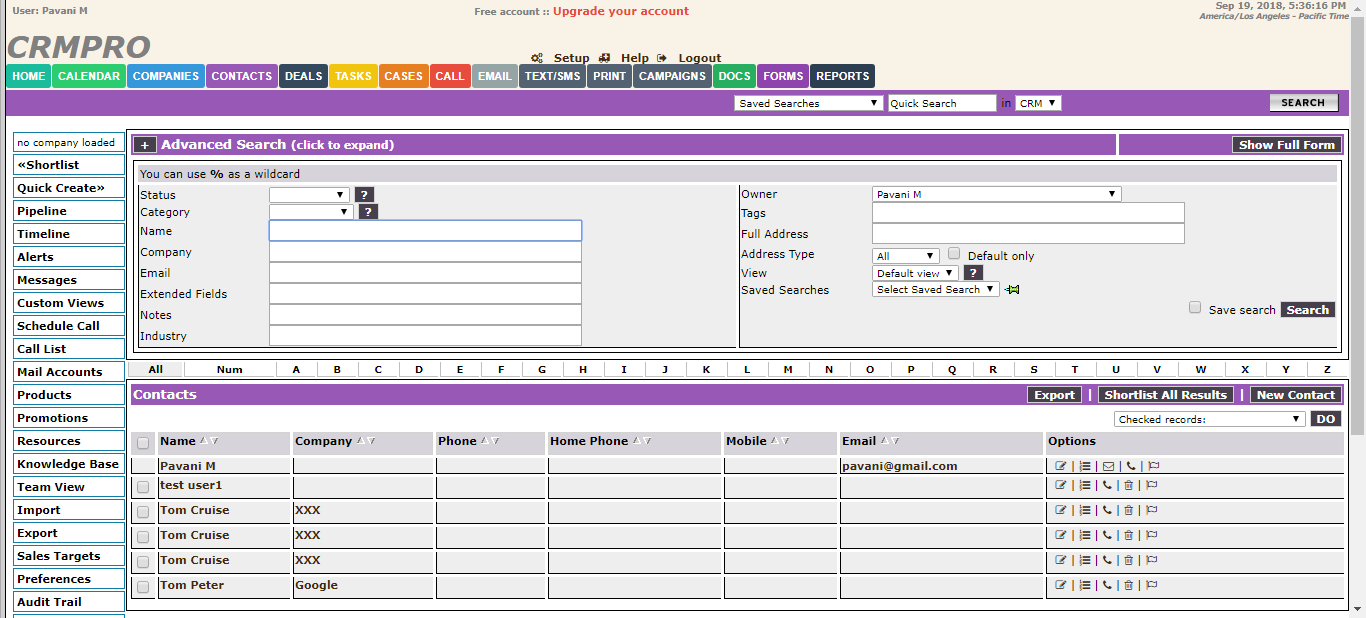 User: Pavani M
Free account :: Upgrade your account
Sep 19, 2018, 5:36:16 PM
America/Los Angeles - Pacific Time
CRMPRO
Setup Help Logout
HOME CALENDAR COMPANIES CONTACTS DEALS TASKS CASES CALL EMAIL TEXT/SMS PRINT CAMPAIGNS DOCS FORMS REPORTS
Saved Searches Quick Search in CRM SEARCH
no company loaded
«Shortlist
Quick Create»
Pipeline
Timeline
Alerts
Messages
Custom Views
Schedule Call
Call List
Mail Accounts
Products
Promotions
Resources
Knowledge Base
Team View
Import
Export
Sales Targets
Preferences
Audit Trail
+ Advanced Search (click to expand) Show Full Form
You can use % as a wildcard
Status ?
Category ?
Name
Company
Email
Extended Fields
Notes
Industry
Owner Pavani M
Tags
Full Address
Address Type All Default only
View Default view ?
Saved Searches Select Saved Search
Save search Search
All Num A B C D E F G H I J K L M N O P Q R S T U V W X Y Z
Contacts Export | Shortlist All Results | New Contact
Checked records: DO
Name Company Phone Home Phone Mobile Email Options
Pavani M pavani@gmail.com | | | |
test user1 | | | |
Tom Cruise XXX | | | |
Tom Cruise XXX | | | |
Tom Cruise XXX | | | |
Tom Peter Google | | | |